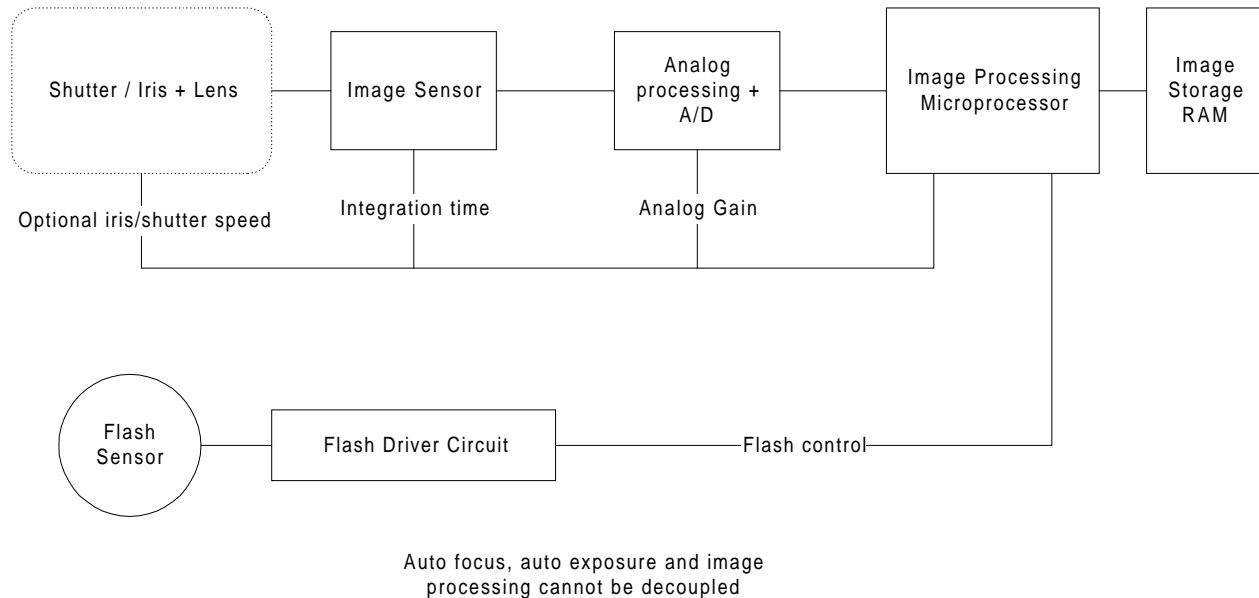 Shutter / Iris + Lens
Image Sensor
Analog
processing +
A/D
Image Processing
Microprocessor
Image
Storage
RAM
Optional iris/shutter speed
Integration time
Analog Gain
Flash
Sensor
Flash Driver Circuit
Flash control
Auto focus, auto exposure and image
processing cannot be decoupled